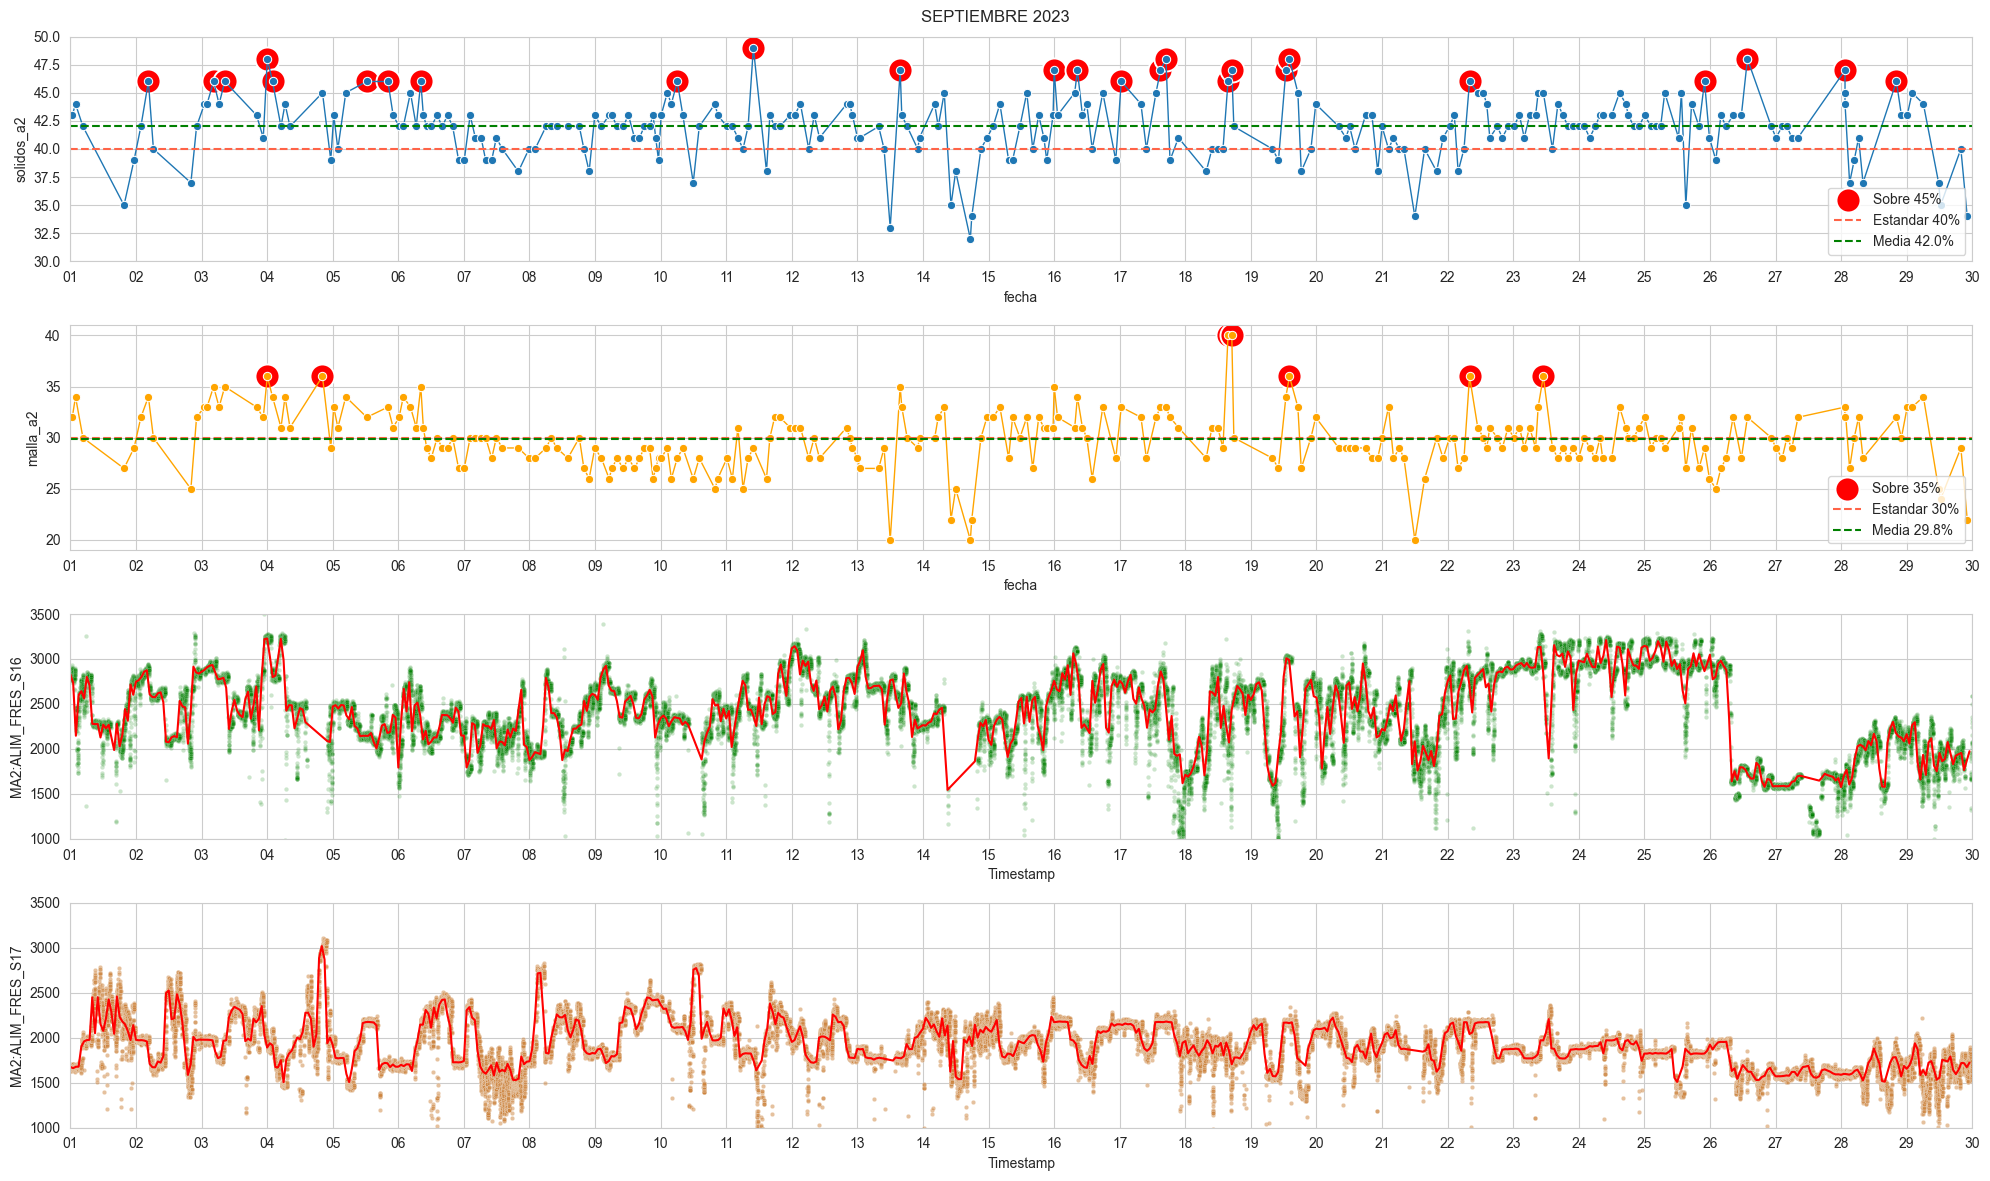 SEPTIEMBRE 2023
solidos_a2
50.0
47.5
45.0
42.5
40.0
37.5
35.0
32.5
30.0
Sobre 45%
Estandar 40%
Media 42.0%
01 02 03 04 05 06 07 08 09 10 11 12 13 14 15 16 17 18 19 20 21 22 23 24 25 26 27 28 29 30
fecha
malla_a2
40
35
30
25
20
Sobre 35%
Estandar 30%
Media 29.8%
01 02 03 04 05 06 07 08 09 10 11 12 13 14 15 16 17 18 19 20 21 22 23 24 25 26 27 28 29 30
fecha
MA2:ALIM_FRES_S16
3500
3000
2500
2000
1500
1000
01 02 03 04 05 06 07 08 09 10 11 12 13 14 15 16 17 18 19 20 21 22 23 24 25 26 27 28 29 30
Timestamp
MA2:ALIM_FRES_S17
3500
3000
2500
2000
1500
1000
01 02 03 04 05 06 07 08 09 10 11 12 13 14 15 16 17 18 19 20 21 22 23 24 25 26 27 28 29 30
Timestamp